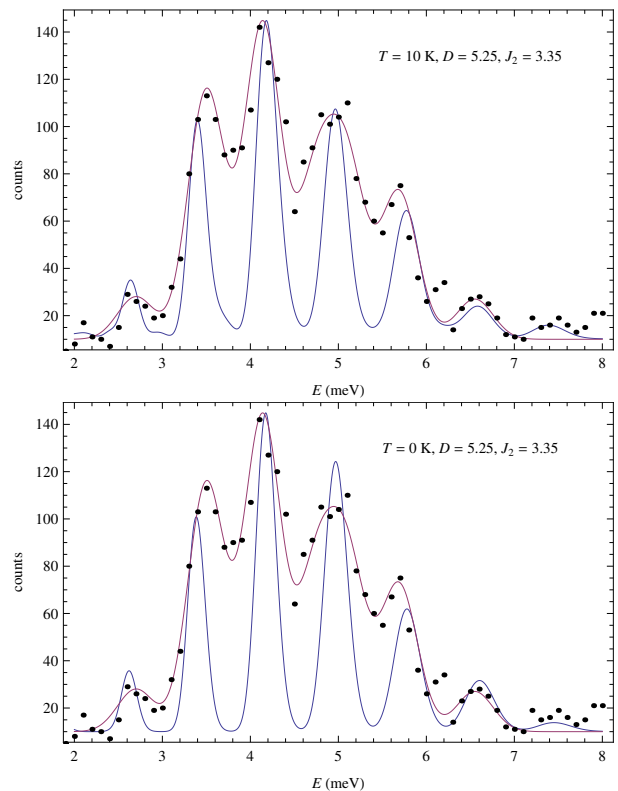 140
120
100
80
60
40
20
counts
T = 10 K, D = 5.25, J₂ = 3.35
2 3 4 5 6 7 8
E (meV)
140
120
100
80
60
40
20
counts
T = 0 K, D = 5.25, J₂ = 3.35
2 3 4 5 6 7 8
E (meV)